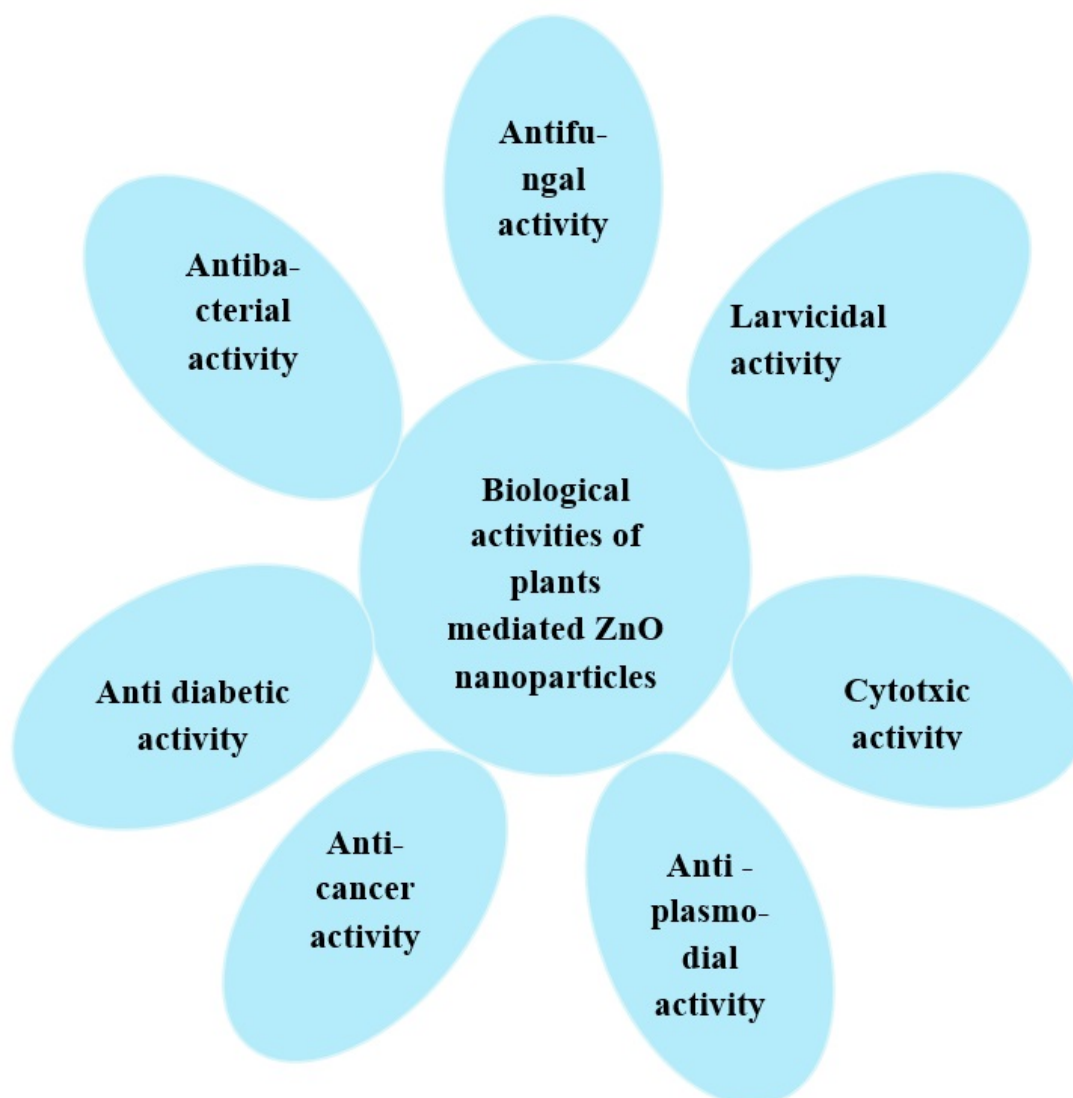 Antifu-
ngal
activity
Larvicidal
activity
Cytotxic
activity
Anti -
plasmo-
dial
activity
Anti-
cancer
activity
Anti diabetic
activity
Antiba-
cterial
activity
Biological
activities of
plants
mediated ZnO
nanoparticles